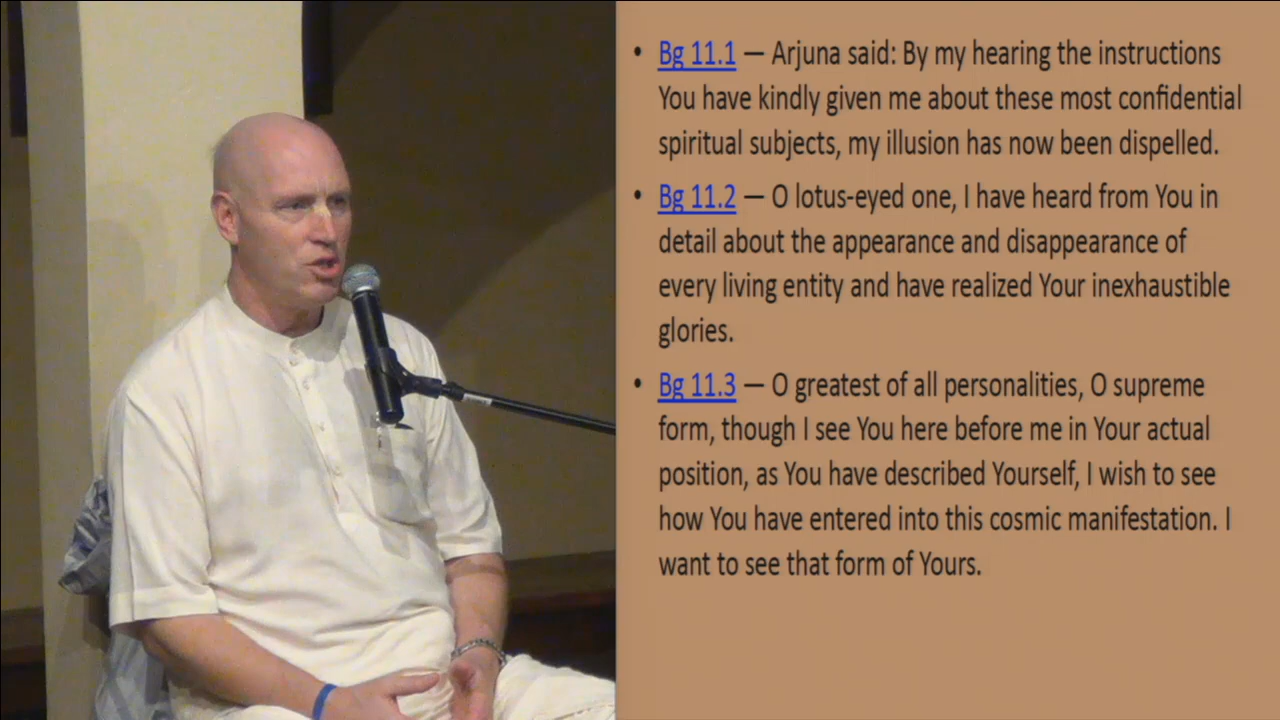 • Bg 11.1 — Arjuna said: By my hearing the instructions
You have kindly given me about these most confidential
spiritual subjects, my illusion has now been dispelled.
• Bg 11.2 — O lotus-eyed one, I have heard from You in
detail about the appearance and disappearance of
every living entity and have realized Your inexhaustible
glories.
• Bg 11.3 — O greatest of all personalities, O supreme
form, though I see You here before me in Your actual
position, as You have described Yourself, I wish to see
how You have entered into this cosmic manifestation. I
want to see that form of Yours.